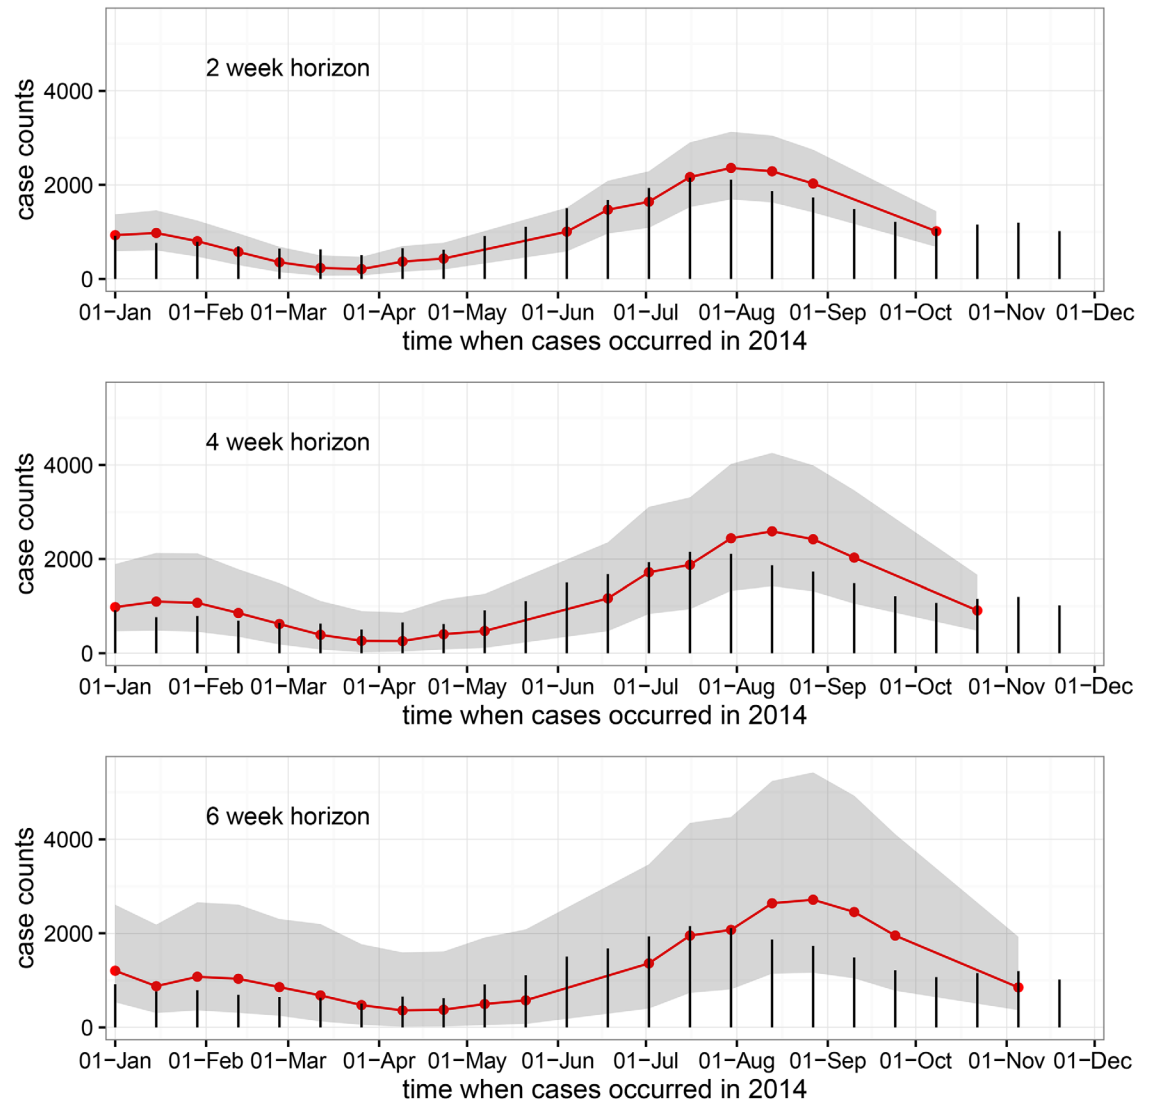 2 week horizon
case counts
4000
2000
0
01−Jan 01−Feb 01−Mar 01−Apr 01−May 01−Jun 01−Jul 01−Aug 01−Sep 01−Oct 01−Nov 01−Dec
time when cases occurred in 2014
4 week horizon
case counts
4000
2000
0
01−Jan 01−Feb 01−Mar 01−Apr 01−May 01−Jun 01−Jul 01−Aug 01−Sep 01−Oct 01−Nov 01−Dec
time when cases occurred in 2014
6 week horizon
case counts
4000
2000
0
01−Jan 01−Feb 01−Mar 01−Apr 01−May 01−Jun 01−Jul 01−Aug 01−Sep 01−Oct 01−Nov 01−Dec
time when cases occurred in 2014